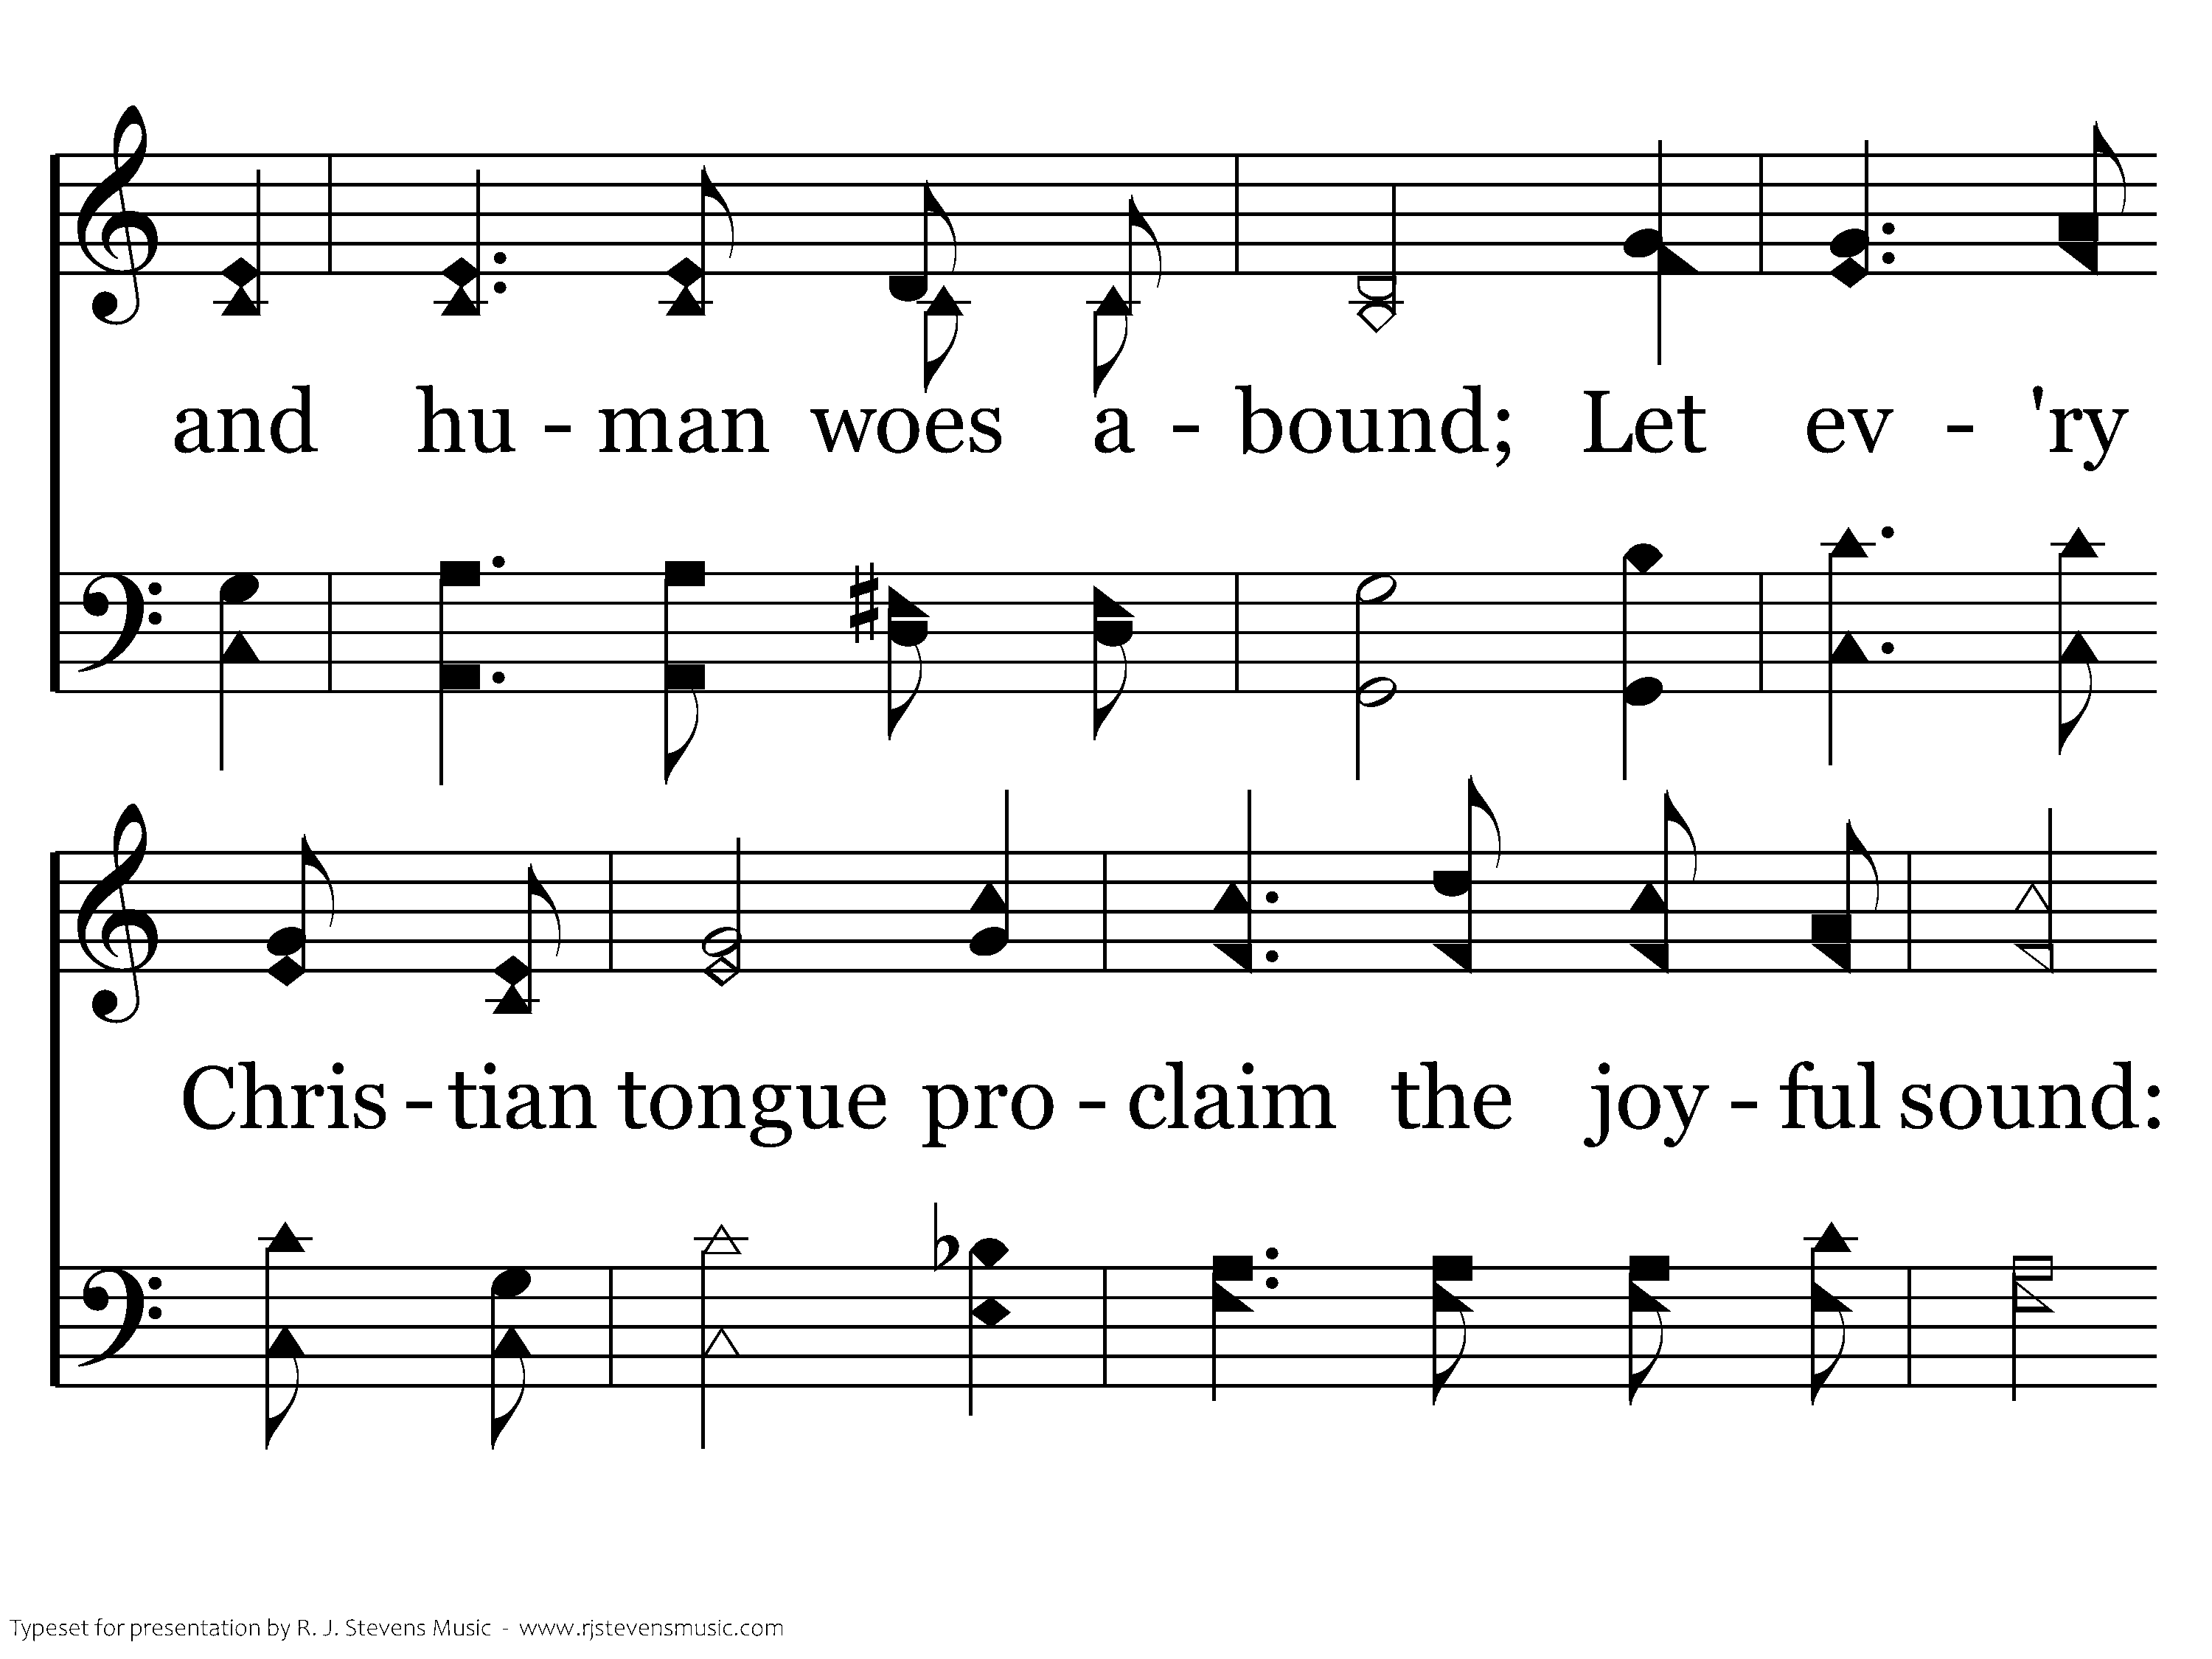 and hu - man woes a - bound; Let ev - 'ry
Chris - tian tongue pro - claim the joy - ful sound:
Typeset for presentation by R. J. Stevens Music - www.rjstevensmusic.com